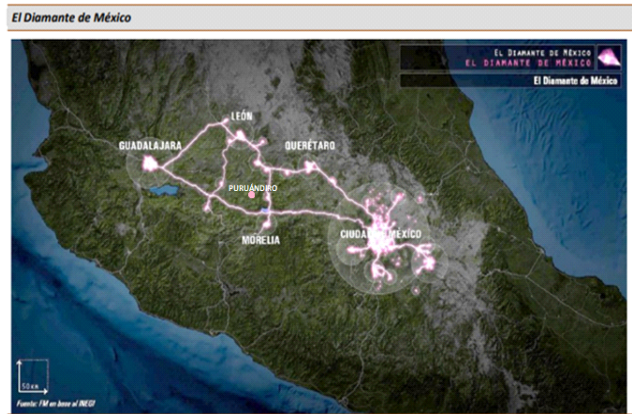 El Diamante de México
EL DIAMANTE DE MÉXICO
EL DIAMANTE DE MÉXICO
El Diamante de México
LEÓN
GUADALAJARA
QUERÉTARO
PURUÁNDIRO
MORELIA
CIUDAD MÉXICO
50 KM
Fuente: FM en base al INEGI